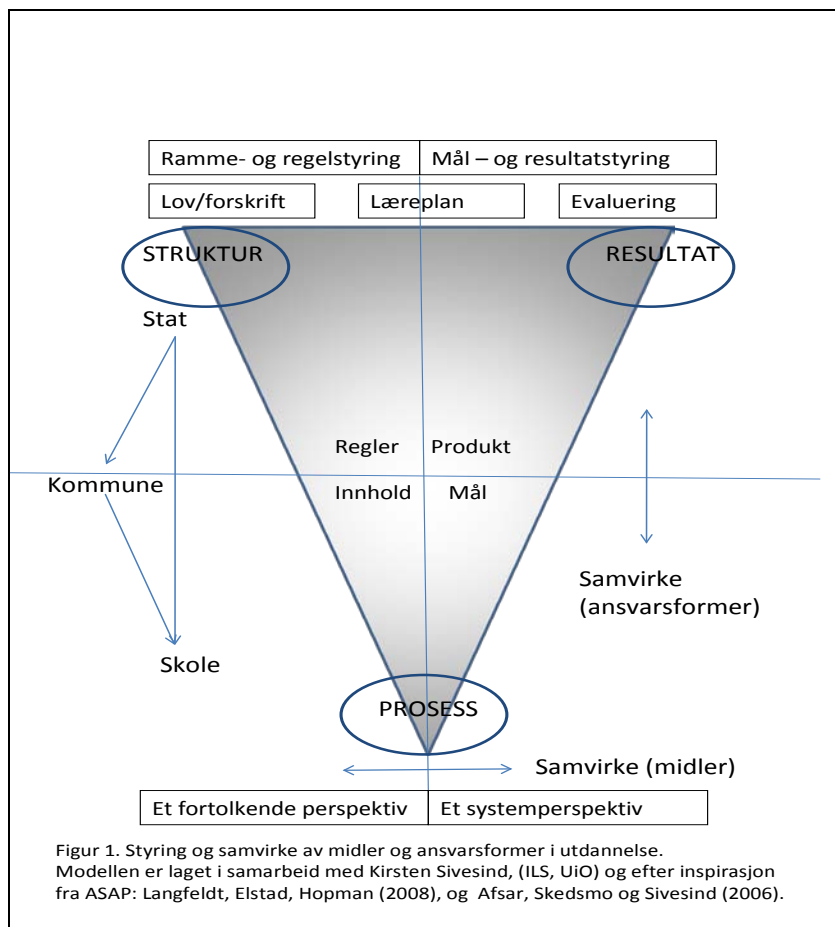 Ramme- og regelstyring
Mål – og resultatstyring
Lov/forskrift
Læreplan
Evaluering
STRUKTUR
RESULTAT
Stat
Regler
Produkt
Kommune
Innhold
Mål
Samvirke
(ansvarsformer)
Skole
PROSESS
Samvirke (midler)
Et fortolkende perspektiv
Et systemperspektiv
Figur 1. Styring og samvirke av midler og ansvarsformer i utdannelse.
Modellen er laget i samarbeid med Kirsten Sivesind, (ILS, UiO) og efter inspirasjon
fra ASAP: Langfeldt, Elstad, Hopman (2008), og Afsar, Skedsmo og Sivesind (2006).